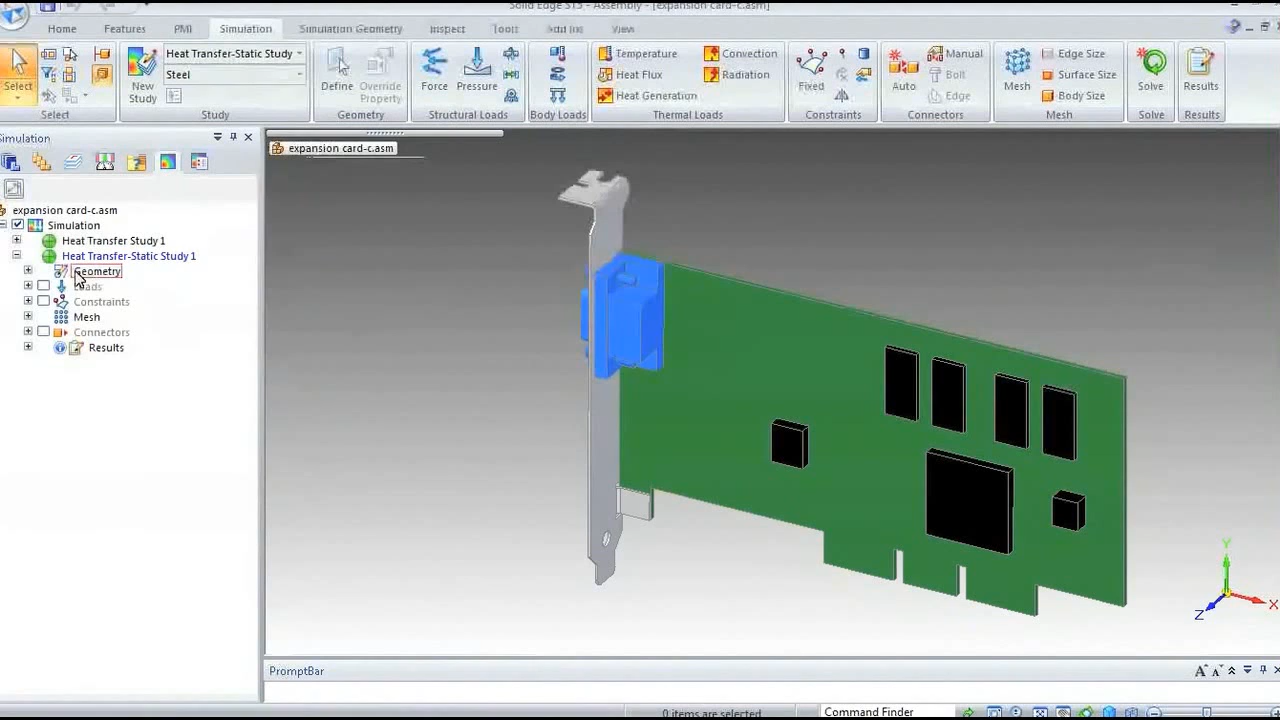 Solid Edge ST5 - Assembly - [expansion card-c.asm]
Home Features PMI Simulation Simulation Geometry Inspect Tools Add Ins View
Heat Transfer-Static Study
Steel
Select
New Study
Define
Override Property
Force
Pressure
Temperature
Heat Flux
Heat Generation
Convection
Radiation
Fixed
Auto
Manual
Bolt
Edge
Mesh
Edge Size
Surface Size
Body Size
Solve
Results
Select Study Geometry Structural Loads Body Loads Thermal Loads Constraints Connectors Mesh Solve Results
Simulation
expansion card-c.asm
expansion card-c.asm
Simulation
Heat Transfer Study 1
Heat Transfer-Static Study 1
Geometry
Loads
Constraints
Mesh
Connectors
Results
Y
X
Z
PromptBar
0 items are selected
Command Finder